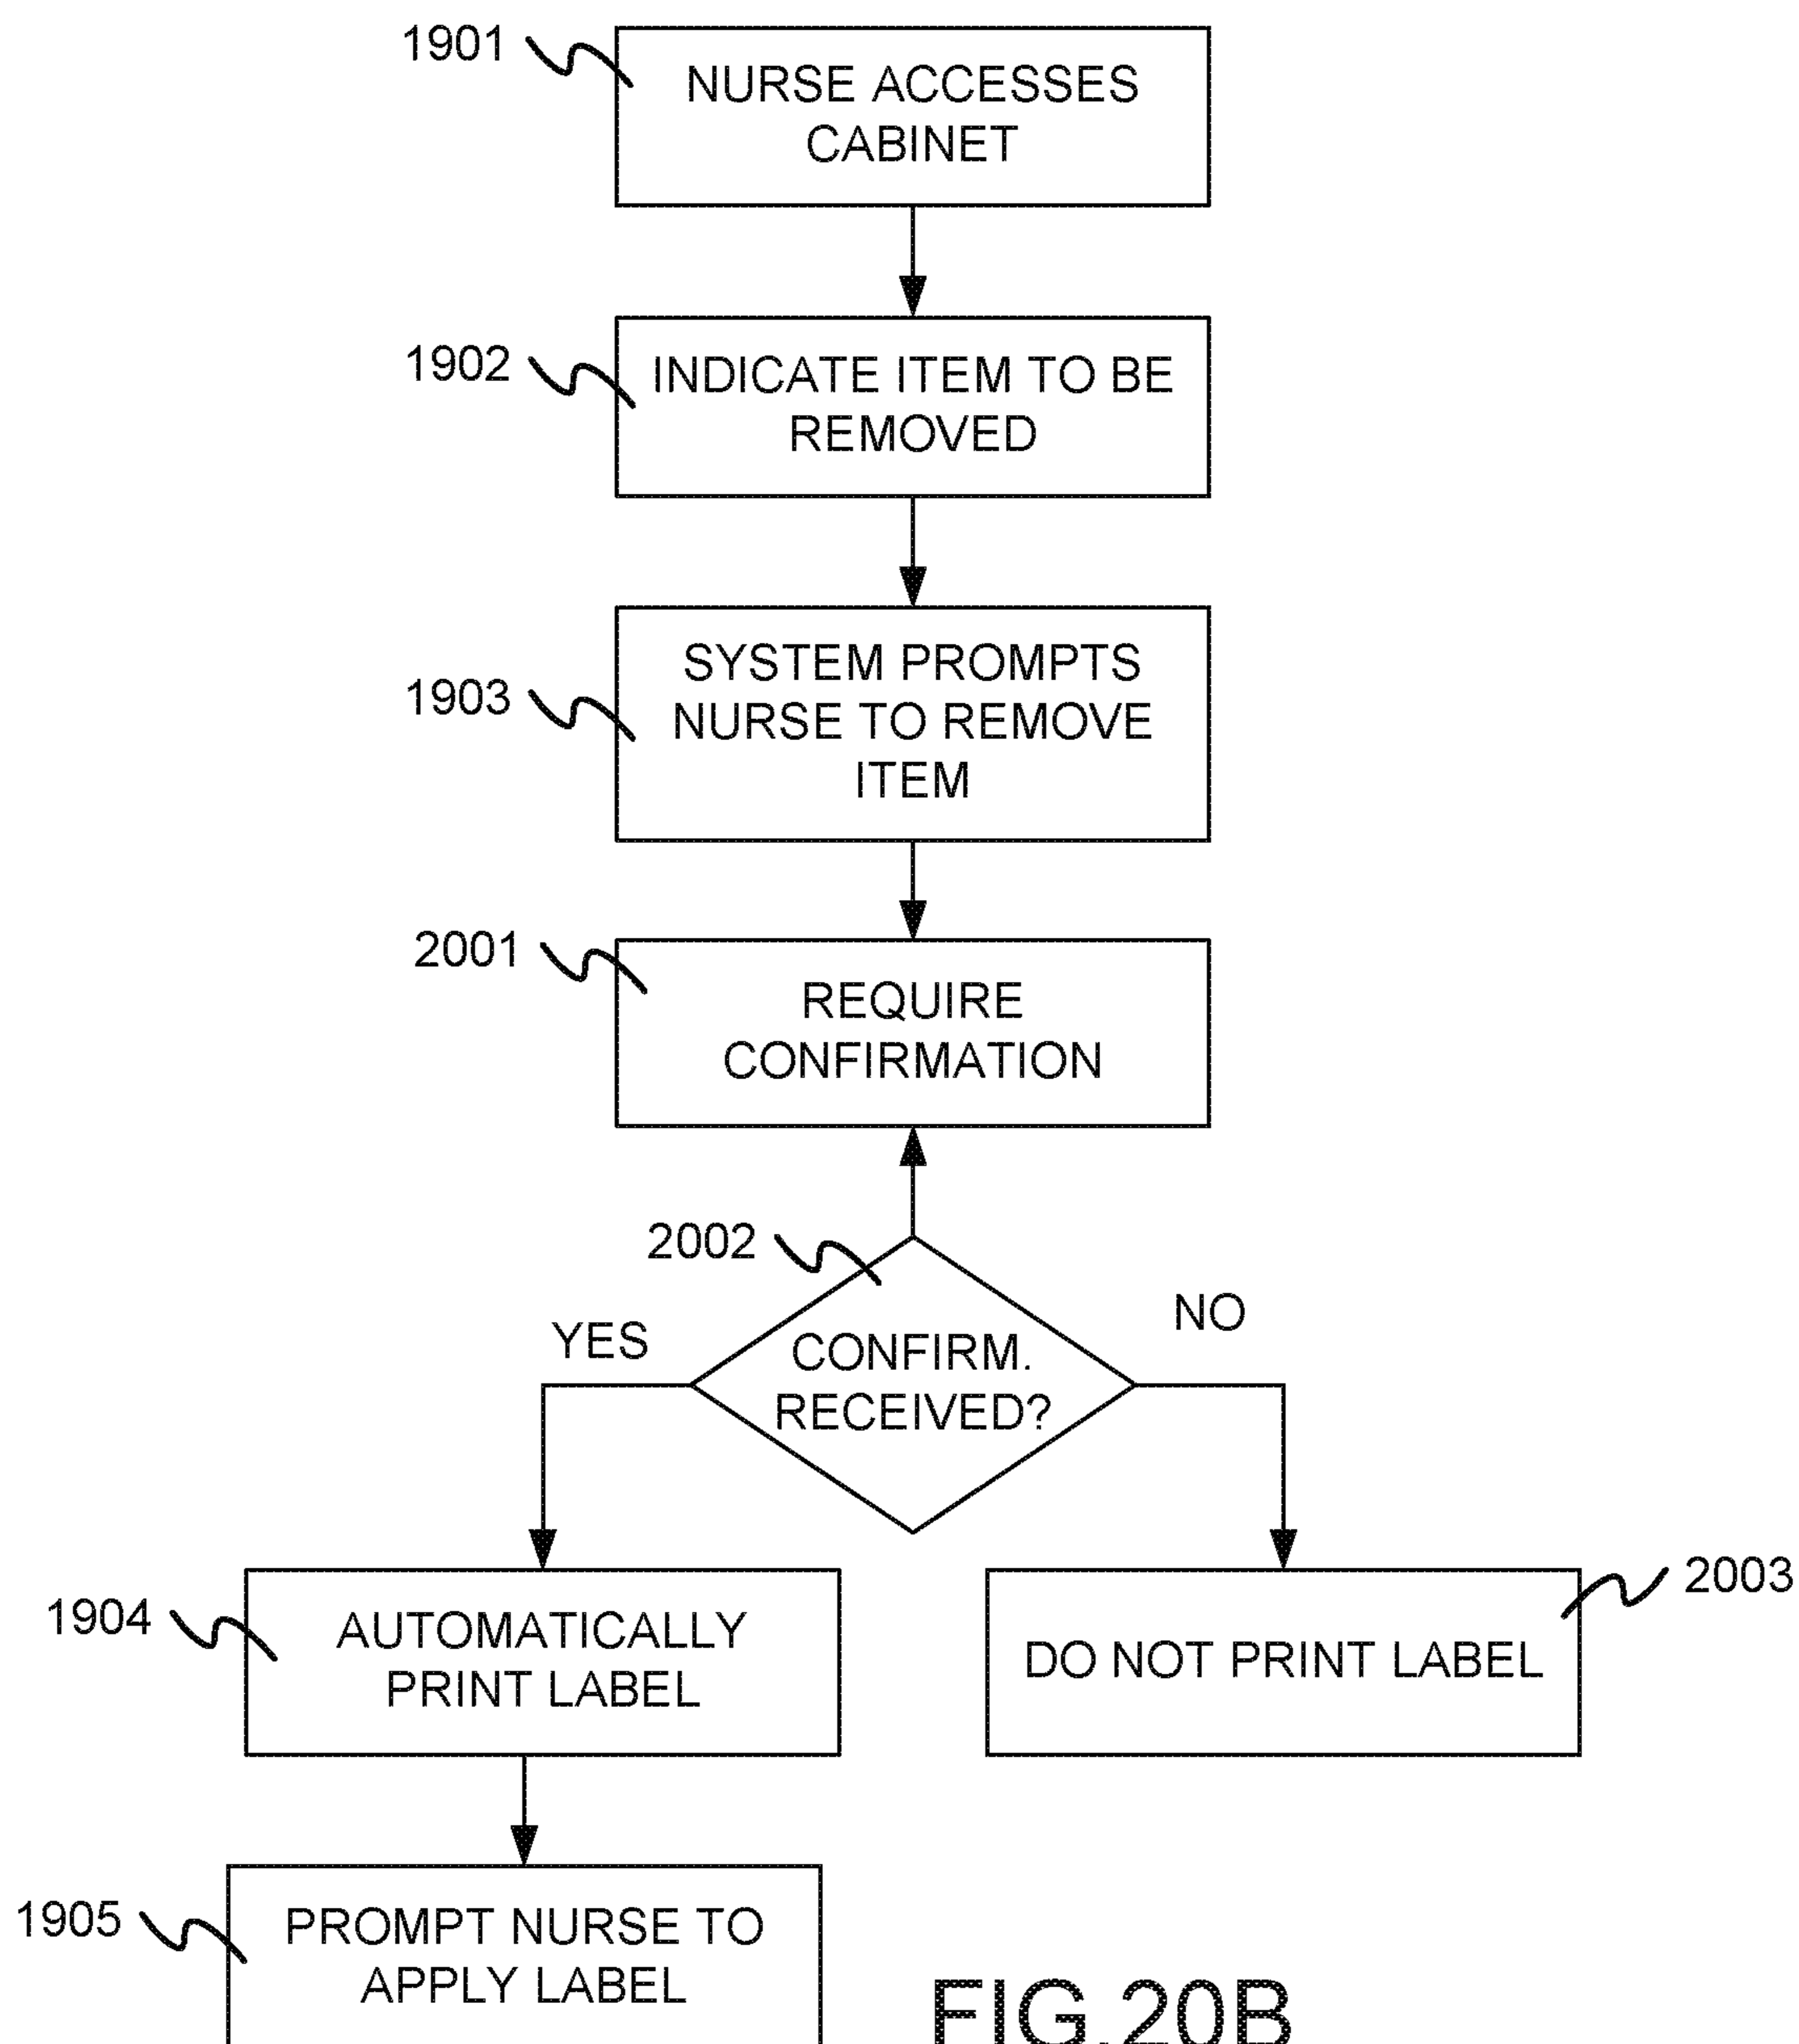 1901
NURSE ACCESSES
CABINET
1902
INDICATE ITEM TO BE
REMOVED
1903
SYSTEM PROMPTS
NURSE TO REMOVE
ITEM
2001
REQUIRE
CONFIRMATION
2002
CONFIRM.
RECEIVED?
YES
NO
1904
AUTOMATICALLY
PRINT LABEL
2003
DO NOT PRINT LABEL
1905
PROMPT NURSE TO
APPLY LABEL
FIG.20B